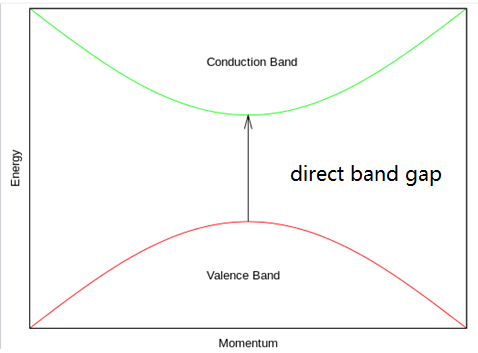 Conduction Band
Energy
direct band gap
Valence Band
Momentum